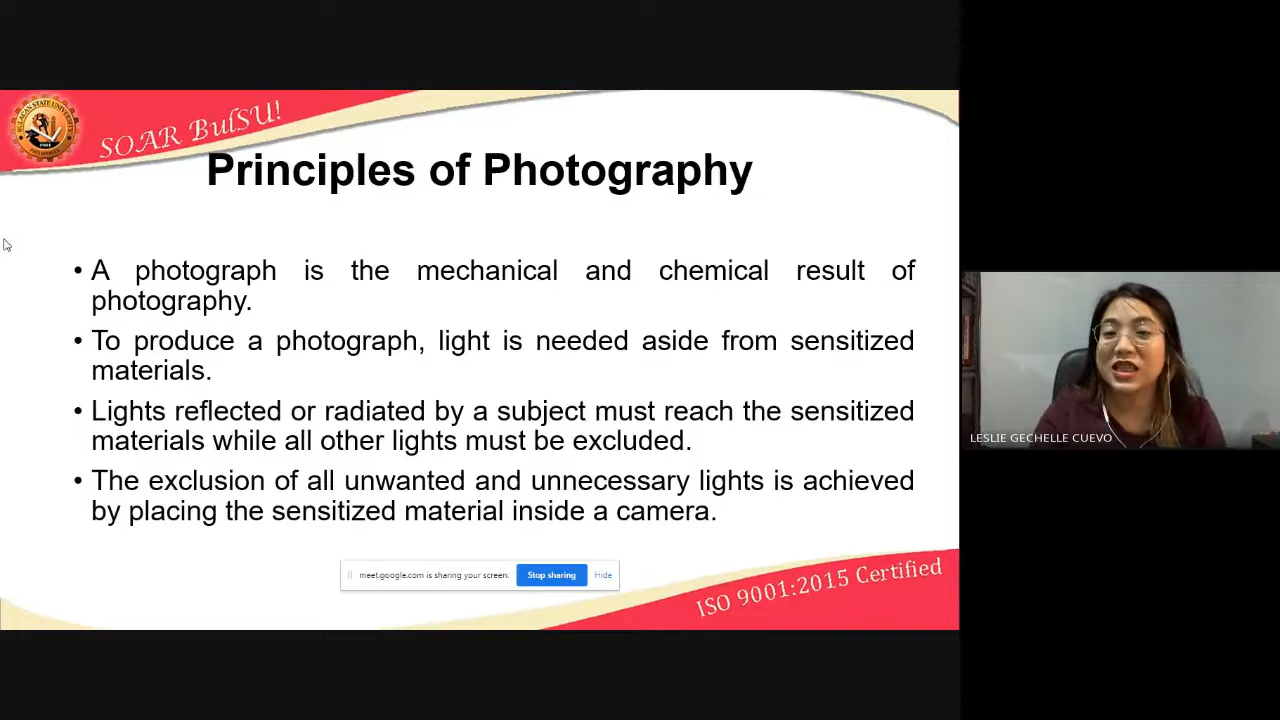 SOAR BulSU!
Principles of Photography
• A photograph is the mechanical and chemical result of
photography.
• To produce a photograph, light is needed aside from sensitized
materials.
• Lights reflected or radiated by a subject must reach the sensitized
materials while all other lights must be excluded.
• The exclusion of all unwanted and unnecessary lights is achieved
by placing the sensitized material inside a camera.
meet.google.com is sharing your screen. Stop sharing Hide
ISO 9001:2015 Certified
LESLIE GECHELLE CUEVO